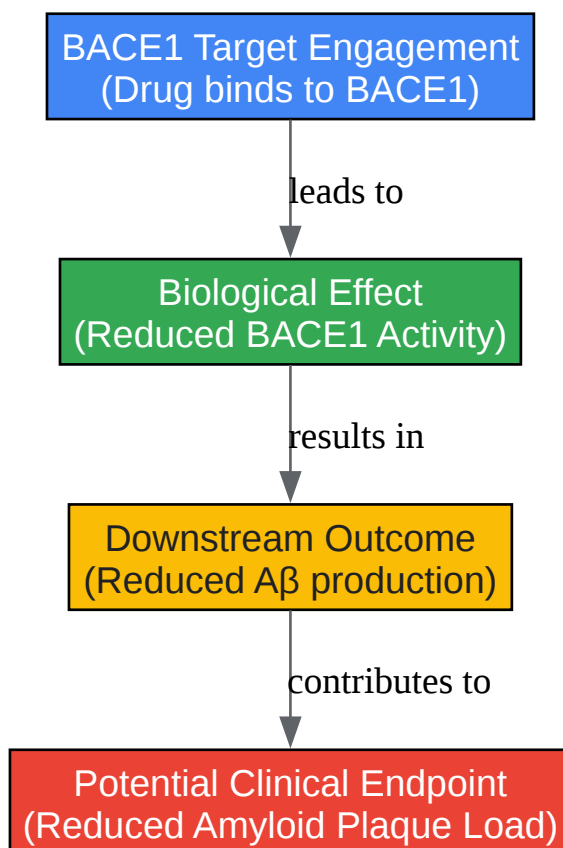 BACE1 Target Engagement
(Drug binds to BACE1)
leads to
Biological Effect
(Reduced BACE1 Activity)
results in
Downstream Outcome
(Reduced Aβ production)
contributes to
Potential Clinical Endpoint
(Reduced Amyloid Plaque Load)